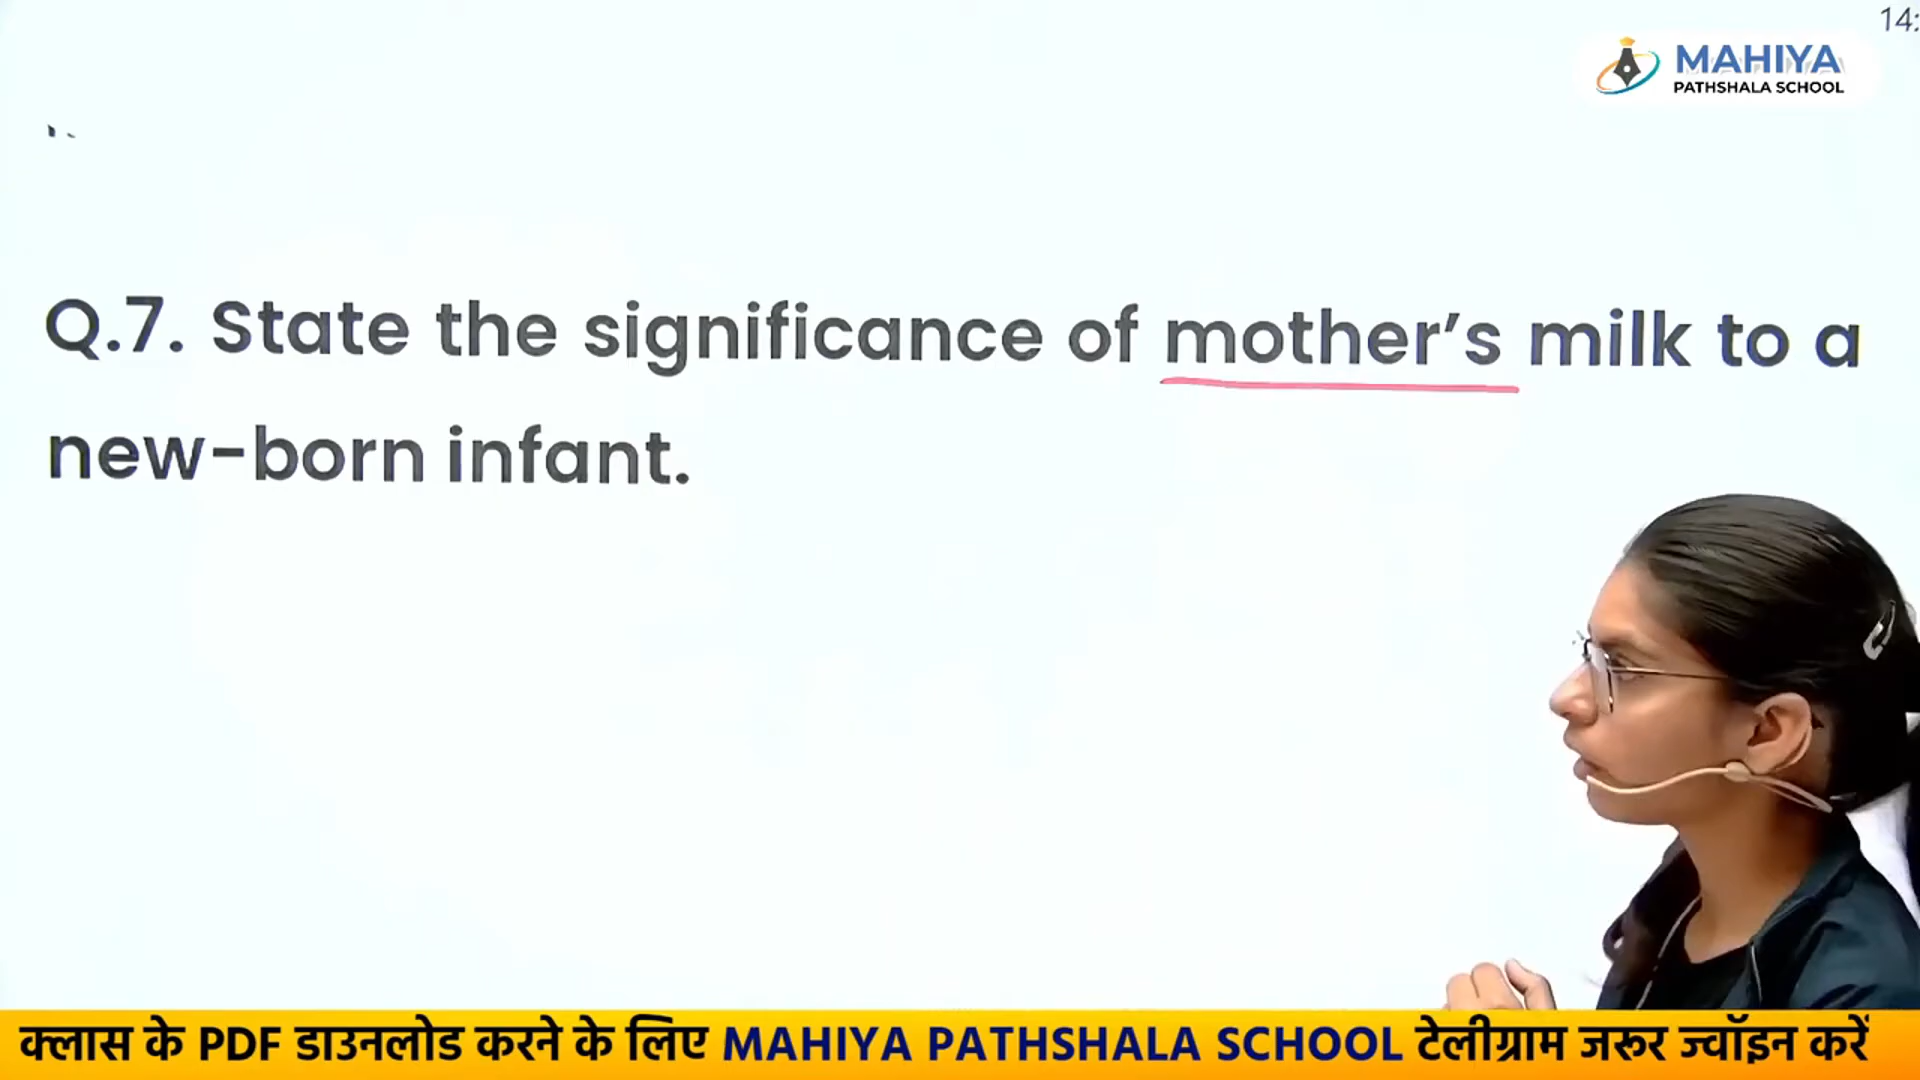 14:
MAHIYA
PATHSHALA SCHOOL
Q.7. State the significance of mother's milk to a
new-born infant.
क्लास के PDF डाउनलोड करने के लिए MAHIYA PATHSHALA SCHOOL टेलीग्राम जरूर ज्वॉइन करें